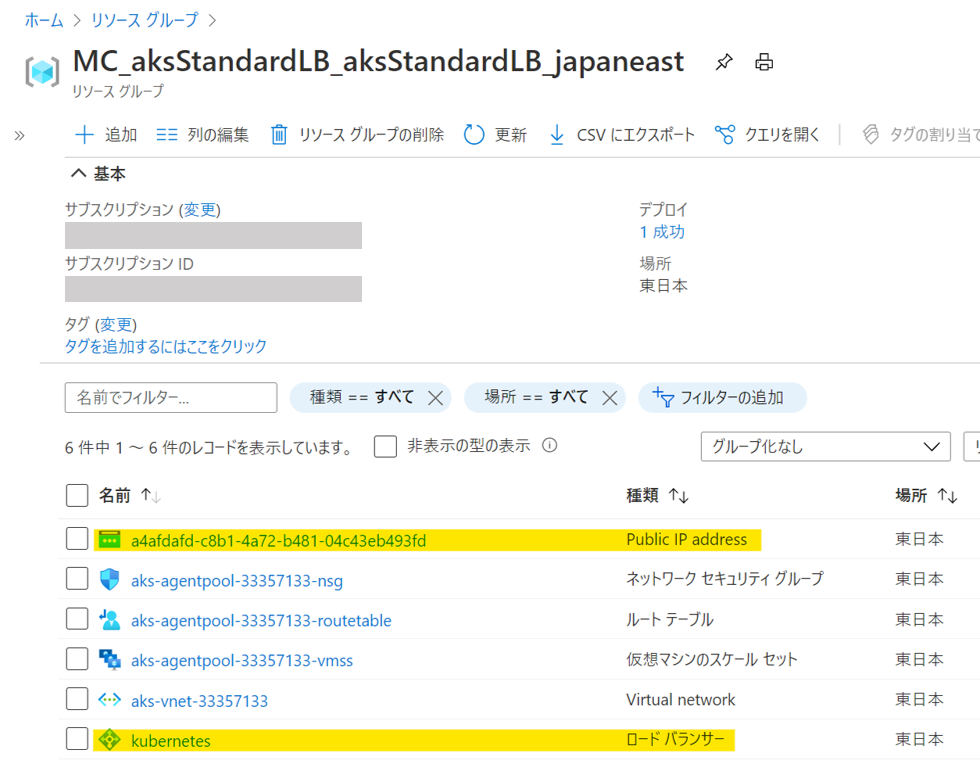 ホーム > リソース グループ >
MC_aksStandardLB_aksStandardLB_japaneast
リソース グループ
» 追加 列の編集 リソース グループの削除 更新 CSV にエクスポート クエリを開く タグの割り当て
基本
サブスクリプション (変更)
デプロイ
1 成功
サブスクリプション ID
場所
東日本
タグ (変更)
タグを追加するにはここをクリック
名前でフィルター... 種類 == すべて 場所 == すべて フィルターの追加
6 件中 1 ～ 6 件のレコードを表示しています。 非表示の型の表示 グループ化なし
名前 ↑↓ 種類 ↑↓ 場所 ↑↓
a4afdafd-c8b1-4a72-b481-04c43eb493fd Public IP address 東日本
aks-agentpool-33357133-nsg ネットワーク セキュリティ グループ 東日本
aks-agentpool-33357133-routetable ルート テーブル 東日本
aks-agentpool-33357133-vmss 仮想マシンのスケール セット 東日本
aks-vnet-33357133 Virtual network 東日本
kubernetes ロード バランサー 東日本